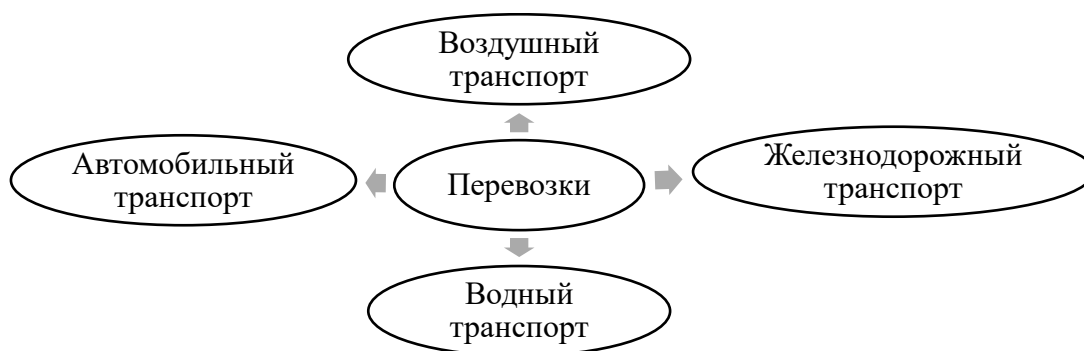 Воздушный
транспорт
Автомобильный
транспорт
Перевозки
Железнодорожный
транспорт
Водный
транспорт